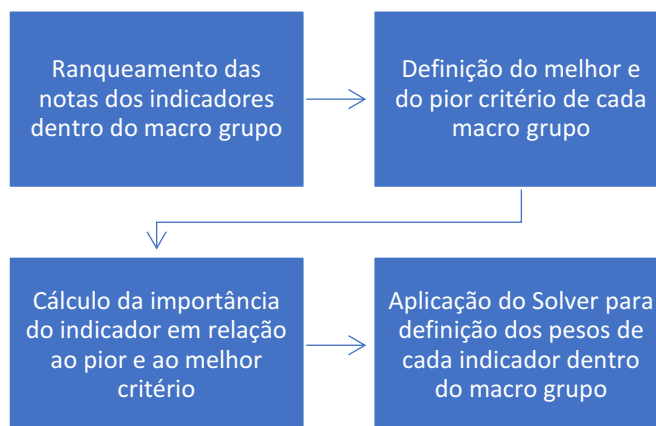 Ranqueamento das
notas dos indicadores
dentro do macro grupo
Definição do melhor e
do pior critério de cada
macro grupo
Cálculo da importância
do indicador em relação
ao pior e ao melhor
critério
Aplicação do Solver para
definição dos pesos de
cada indicador dentro
do macro grupo